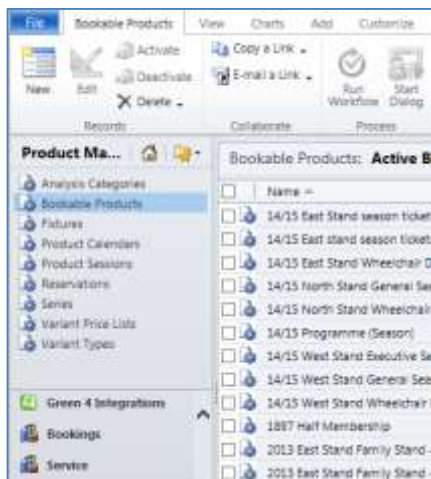 File Bookable Products View Charts Add Customize
New Edit Activate Deactivate Delete
Copy a Link
E-mail a Link
Run Workflow Start Dialog
Records Collaborate Process
Product Ma...
Analysis Categories
Bookable Products
Fixtures
Product Calendars
Product Sessions
Reservations
Series
Variant Price Lists
Variant Types
Green 4 Integrations
Bookings
Service
Bookable Products: Active B
Name
14/15 East Stand season ticket
14/15 East stand season ticket
14/15 East Stand Wheelchair D
14/15 North Stand General Sea
14/15 North Stand Wheelchair
14/15 Programme (Season)
14/15 West Stand Executive Se
14/15 West Stand General Seas
14/15 West Stand Wheelchair
1887 Half Membership
2013 East Stand Family Stand -
2013 East Stand Family Stand -